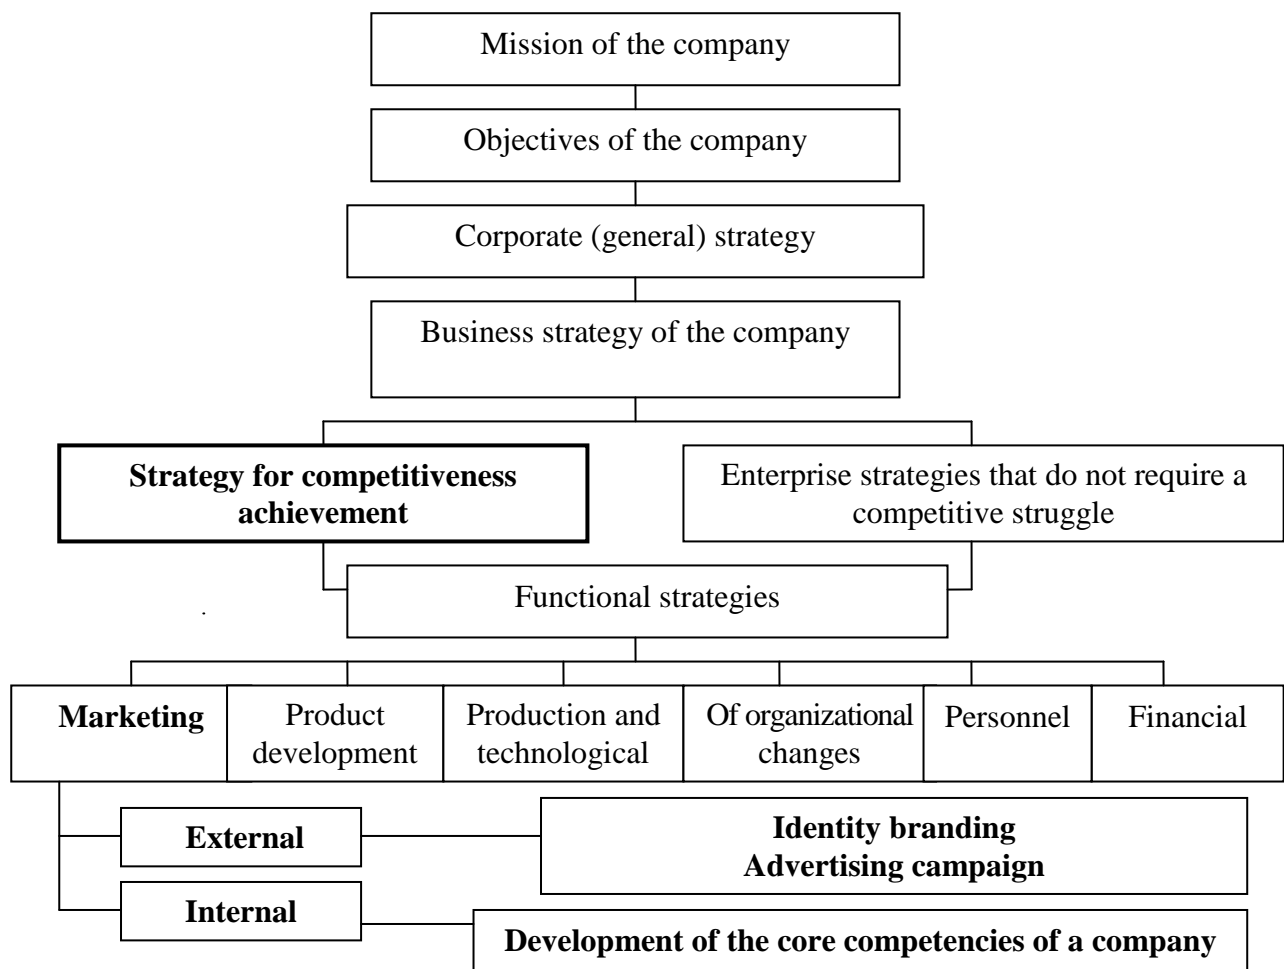 Mission of the company
Objectives of the company
Corporate (general) strategy
Business strategy of the company
Strategy for competitiveness
achievement
Enterprise strategies that do not require a
competitive struggle
Functional strategies
Marketing
Product
development
Production and
technological
Of organizational
changes
Personnel
Financial
External
Identity branding
Advertising campaign
Internal
Development of the core competencies of a company